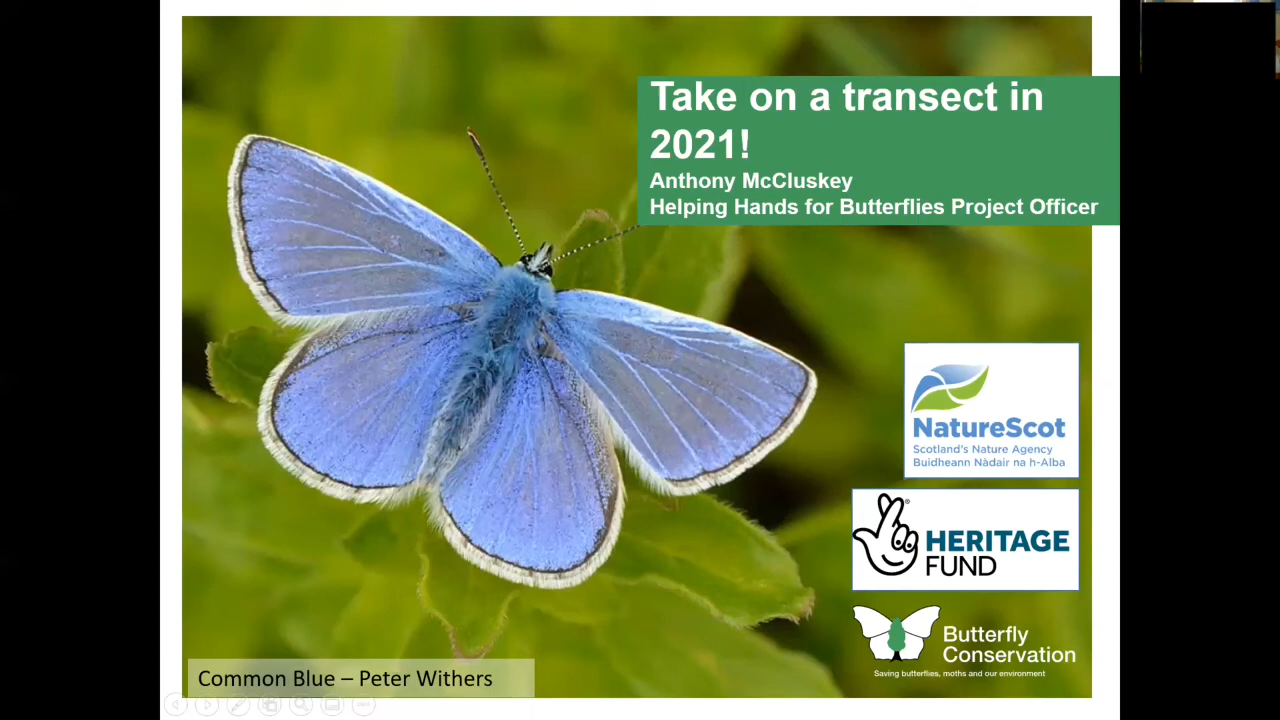 Take on a transect in
2021!
Anthony McCluskey
Helping Hands for Butterflies Project Officer
NatureScot
Scotland's Nature Agency
Buidheann Nàdair na h-Alba
HERITAGE
FUND
Butterfly
Conservation
Saving butterflies, moths and our environment
Common Blue – Peter Withers